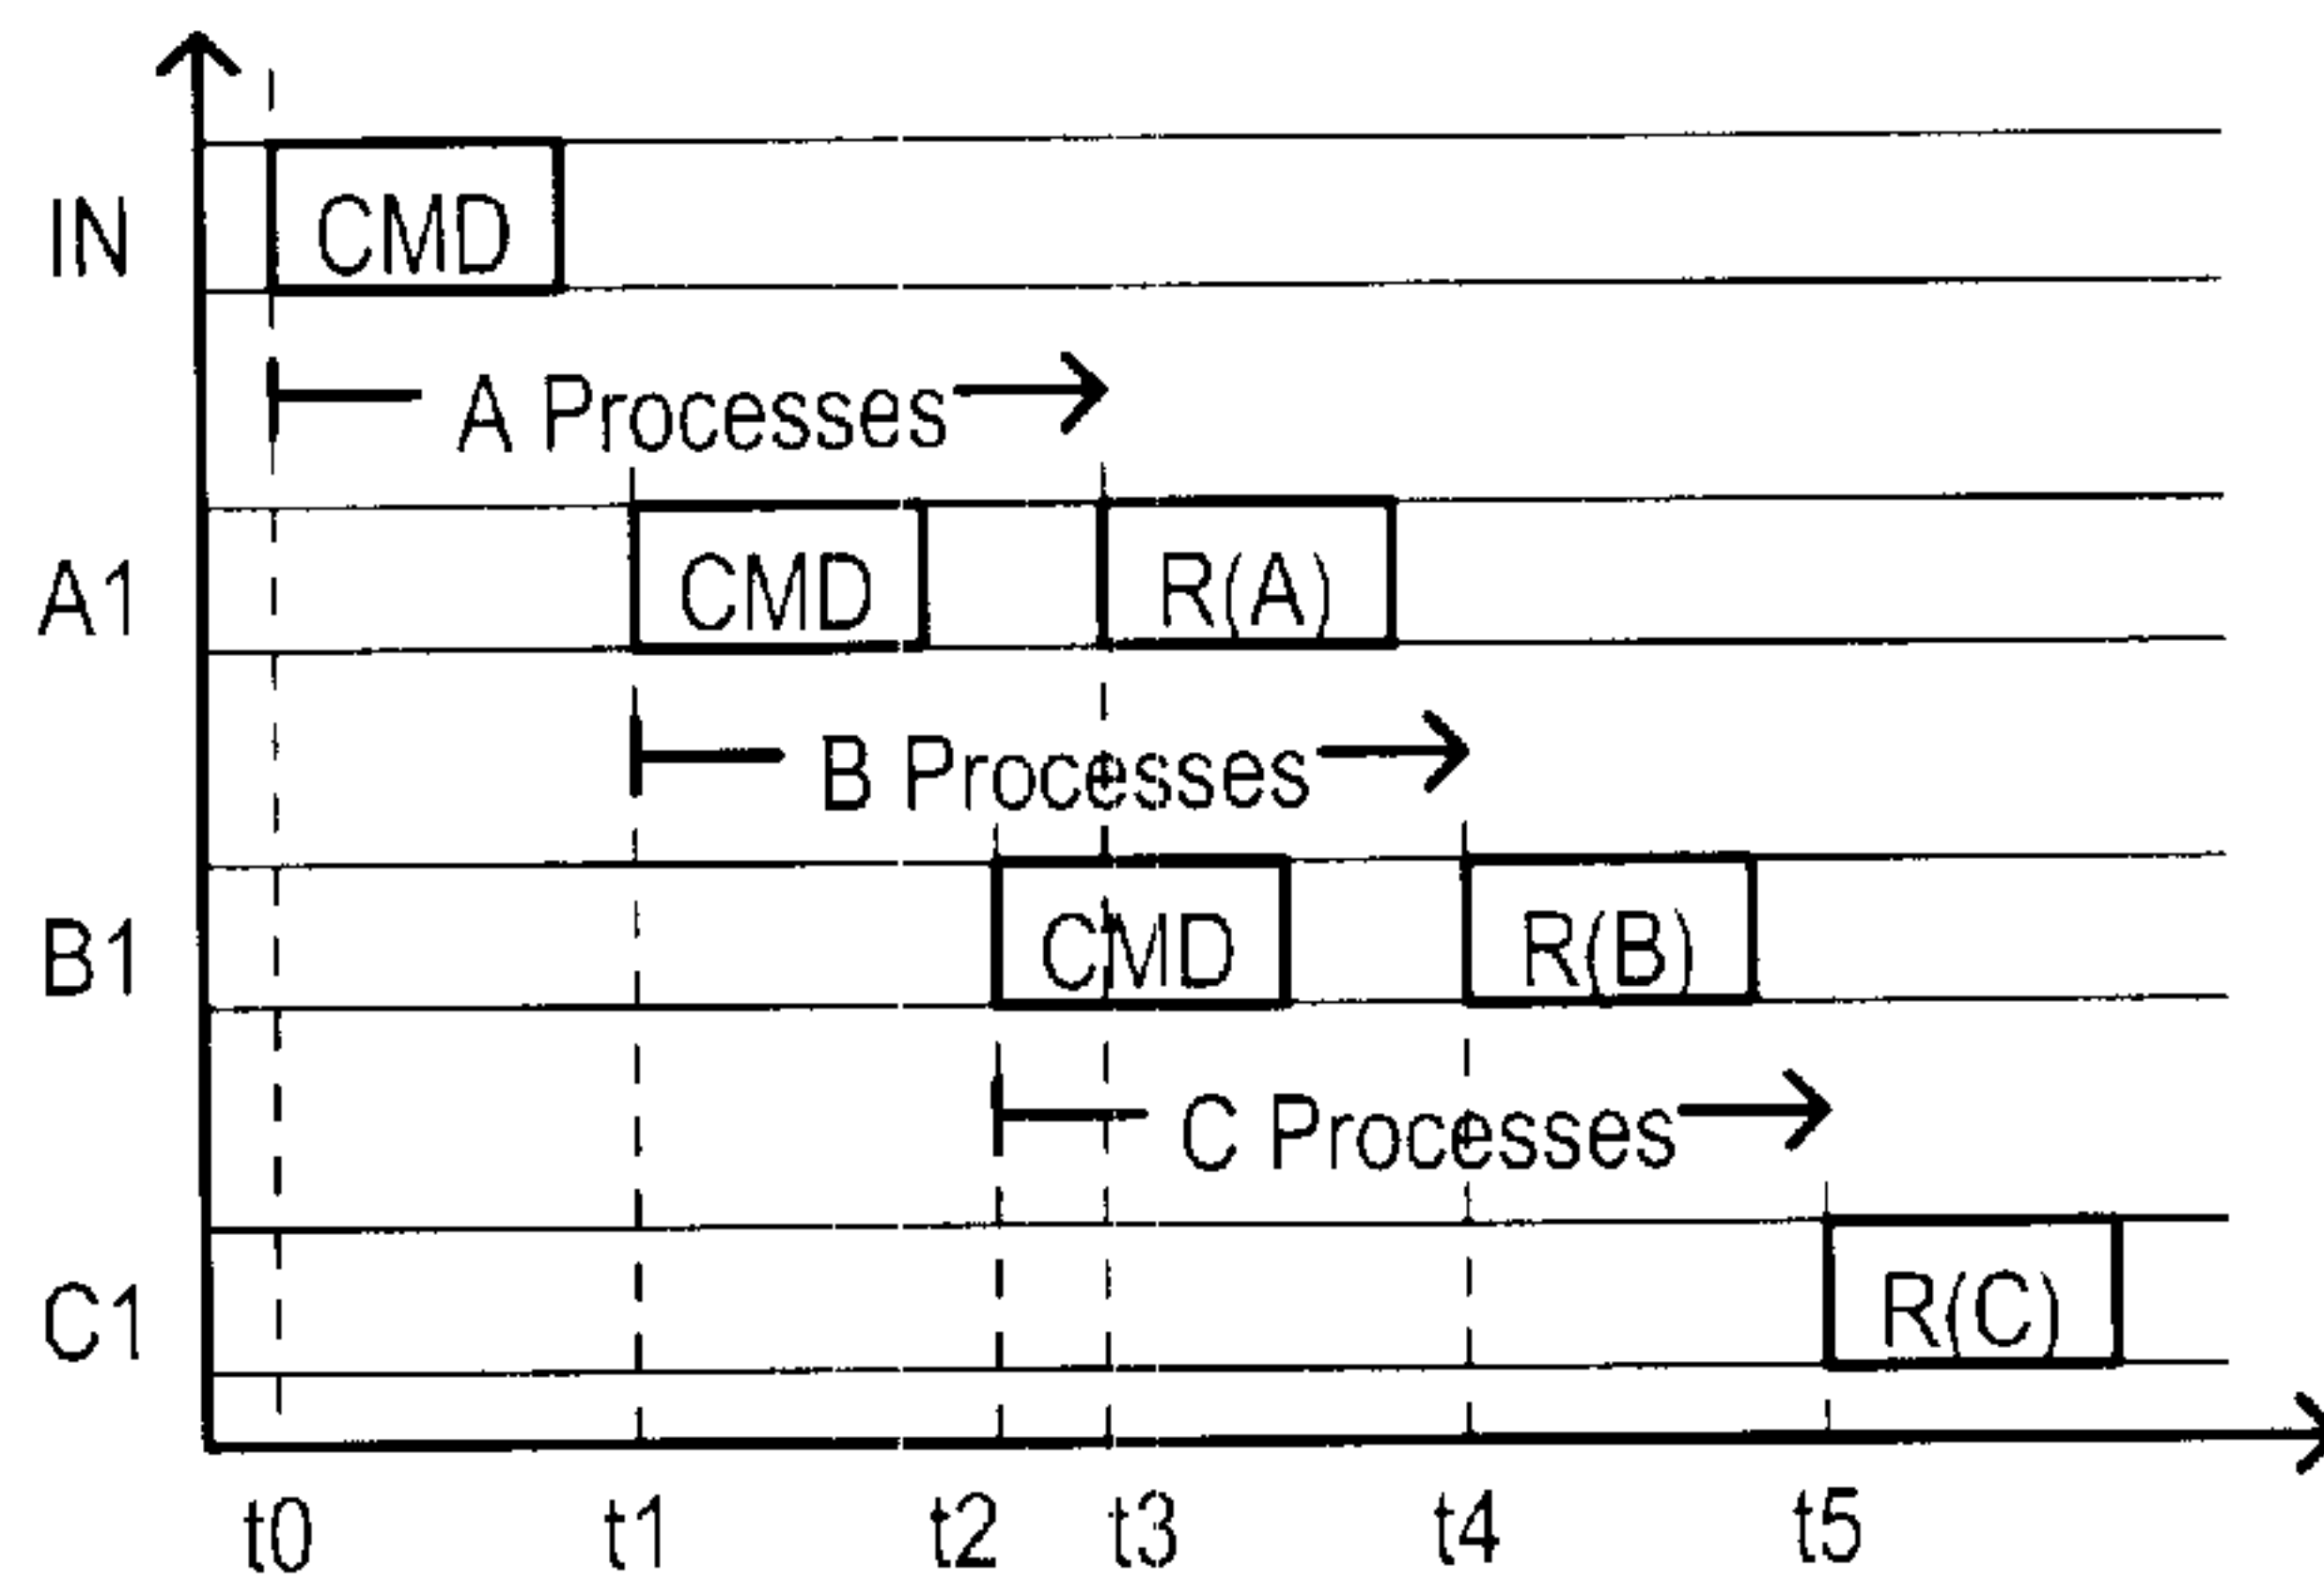 IN CMD
A Processes
A1 CMD R(A)
B Processes
B1 CMD R(B)
C Processes
C1 R(C)
t0 t1 t2 t3 t4 t5